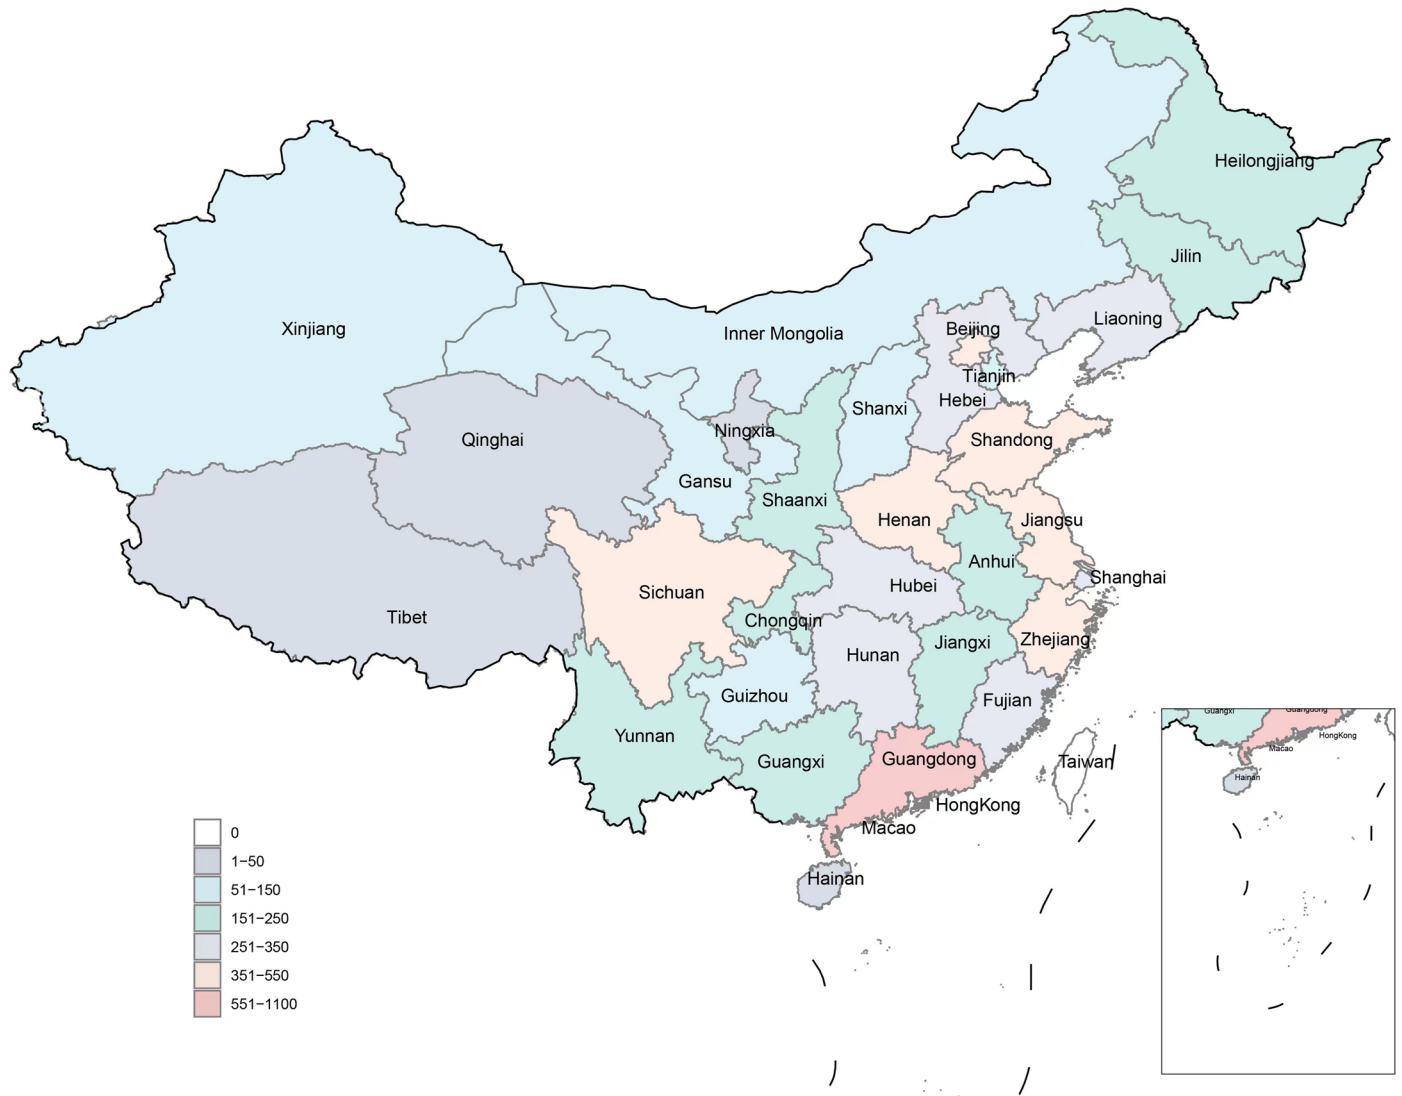 Heilongjiang
Jilin
Xinjiang
Inner Mongolia
Beijing
Liaoning
Tianjin
Hebei
Shanxi
Qinghai
Ningxia
Shandong
Gansu
Shaanxi
Henan
Jiangsu
Anhui
Shanghai
Sichuan
Hubei
Tibet
Chongqin
Jiangxi
Zhejiang
Hunan
Guizhou
Fujian
Yunnan
Guangxi
Guangdong
Taiwan
HongKong
Macao
Hainan
0
1–50
51–150
151–250
251–350
351–550
551–1100
Guangxi
Guangdong
HongKong
Macao
Hainan